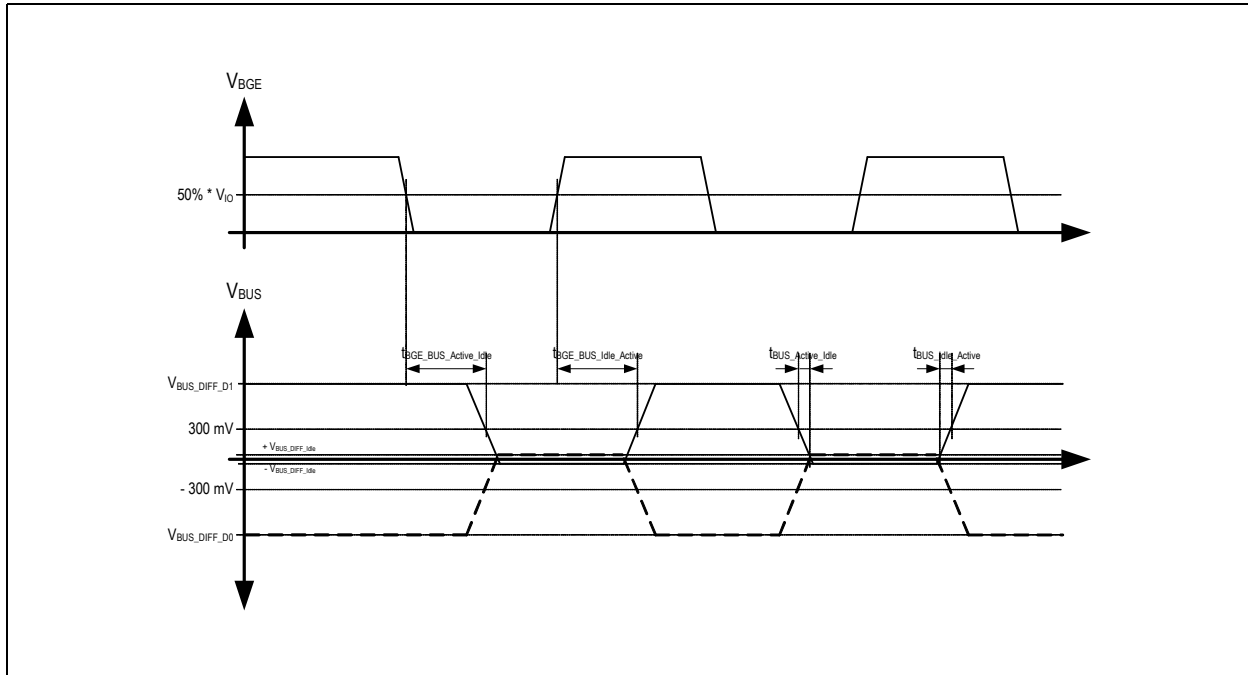 VBGE
50% * VIO
VBUS
tBGE_BUS_Active_Idle
tBGE_BUS_Idle_Active
tBUS_Active_Idle
tBUS_Idle_Active
VBUS_DIFF_D1
300 mV
+ VBUS_DIFF_Idle
- VBUS_DIFF_Idle
- 300 mV
VBUS_DIFF_D0